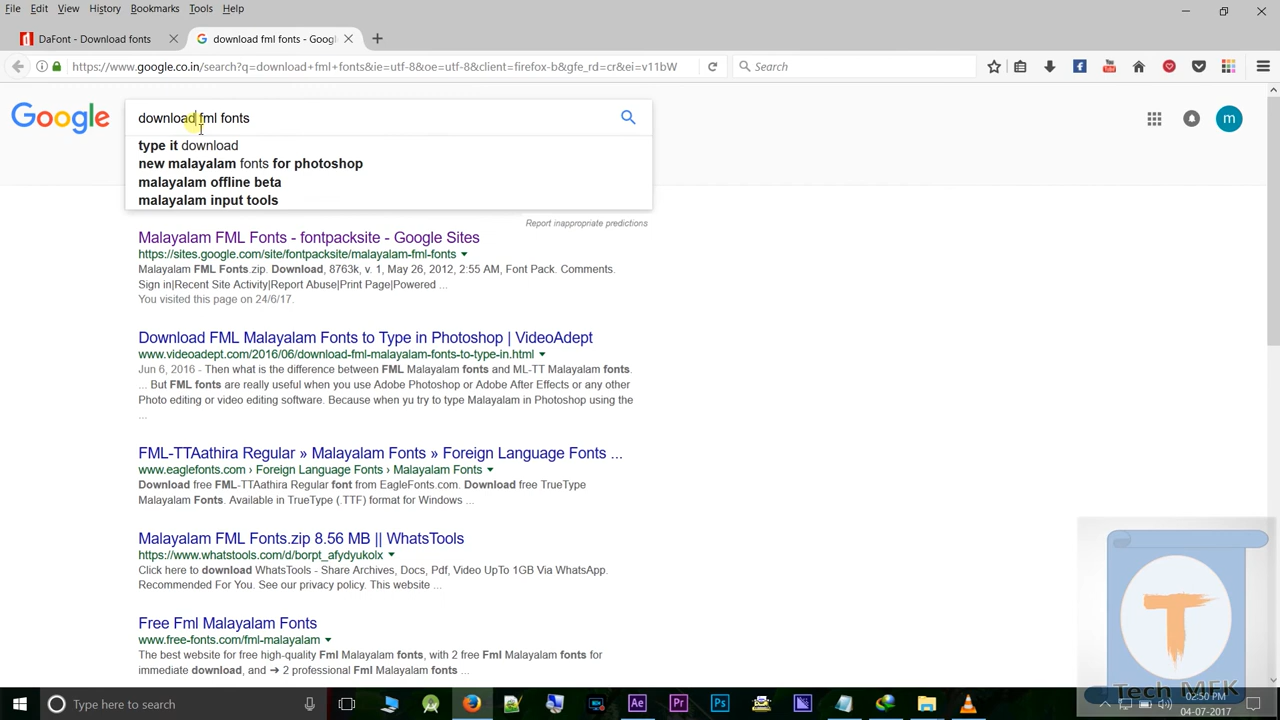 File Edit View History Bookmarks Tools Help
DaFont - Download fonts
download fml fonts - Goog
https://www.google.co.in/search?q=download+fml+fonts&ie=utf-8&oe=utf-8&client=firefox-b&gfe_rd=cr&ei=v11bW
Search
Google
download fml fonts
m
type it download
new malayalam fonts for photoshop
malayalam offline beta
malayalam input tools
Report inappropriate predictions
Malayalam FML Fonts - fontpacksite - Google Sites
https://sites.google.com/site/fontpacksite/malayalam-fml-fonts
Malayalam FML Fonts.zip. Download, 8763k, v. 1, May 26, 2012, 2:55 AM, Font Pack. Comments.
Sign in|Recent Site Activity|Report Abuse|Print Page|Powered ...
You visited this page on 24/6/17.
Download FML Malayalam Fonts to Type in Photoshop | VideoAdept
www.videoadept.com/2016/06/download-fml-malayalam-fonts-to-type-in.html
Jun 6, 2016 - Then what is the difference between FML Malayalam fonts and ML-TT Malayalam fonts.
... But FML fonts are really useful when you use Adobe Photoshop or Adobe After Effects or any other
Photo editing or video editing software. Because when yu try to type Malayalam in Photoshop using the
...
FML-TTAathira Regular » Malayalam Fonts » Foreign Language Fonts ...
www.eaglefonts.com › Foreign Language Fonts › Malayalam Fonts
Download free FML-TTAathira Regular font from EagleFonts.com. Download free TrueType
Malayalam Fonts. Available in TrueType (.TTF) format for Windows ...
Malayalam FML Fonts.zip 8.56 MB || WhatsTools
https://www.whatstools.com/d/borpt_afydyukolx
Click here to download WhatsTools - Share Archives, Docs, Pdf, Video UpTo 1GB Via WhatsApp.
Recommended For You. See our privacy policy. This website ...
Free Fml Malayalam Fonts
www.free-fonts.com/fml-malayalam
The best website for free high-quality Fml Malayalam fonts, with 2 free Fml Malayalam fonts for
immediate download, and ➔ 2 professional Fml Malayalam fonts ...
T
Tech MFK
Type here to search
Ae
Pr
Ps
02:50 PM
04-07-2017